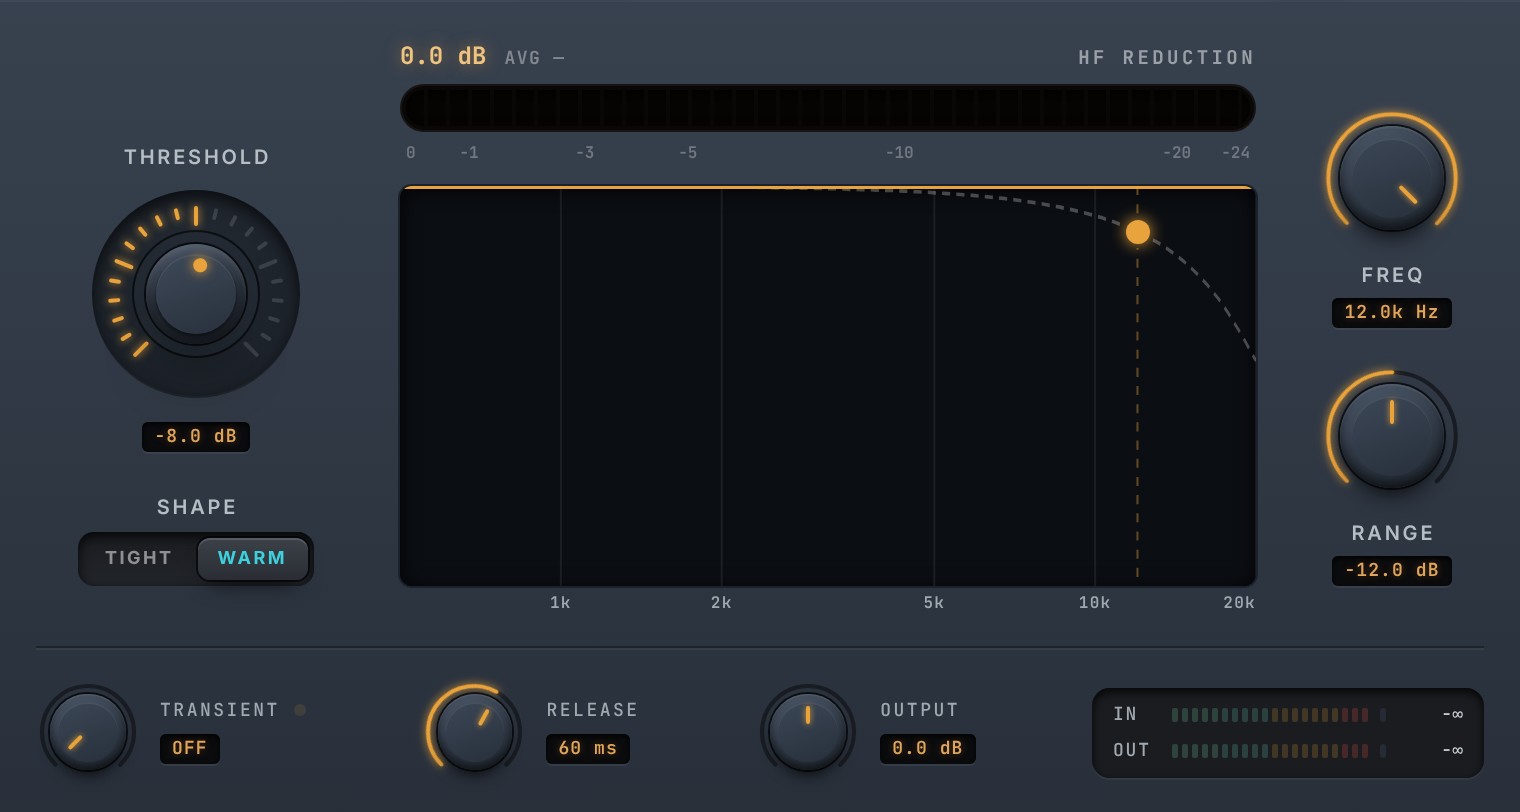 0.0 dB AVG — HF REDUCTION
0 -1 -3 -5 -10 -20 -24
THRESHOLD
-8.0 dB
SHAPE
TIGHT WARM
1k 2k 5k 10k 20k
FREQ
12.0k Hz
RANGE
-12.0 dB
TRANSIENT
OFF
RELEASE
60 ms
OUTPUT
0.0 dB
IN -∞
OUT -∞